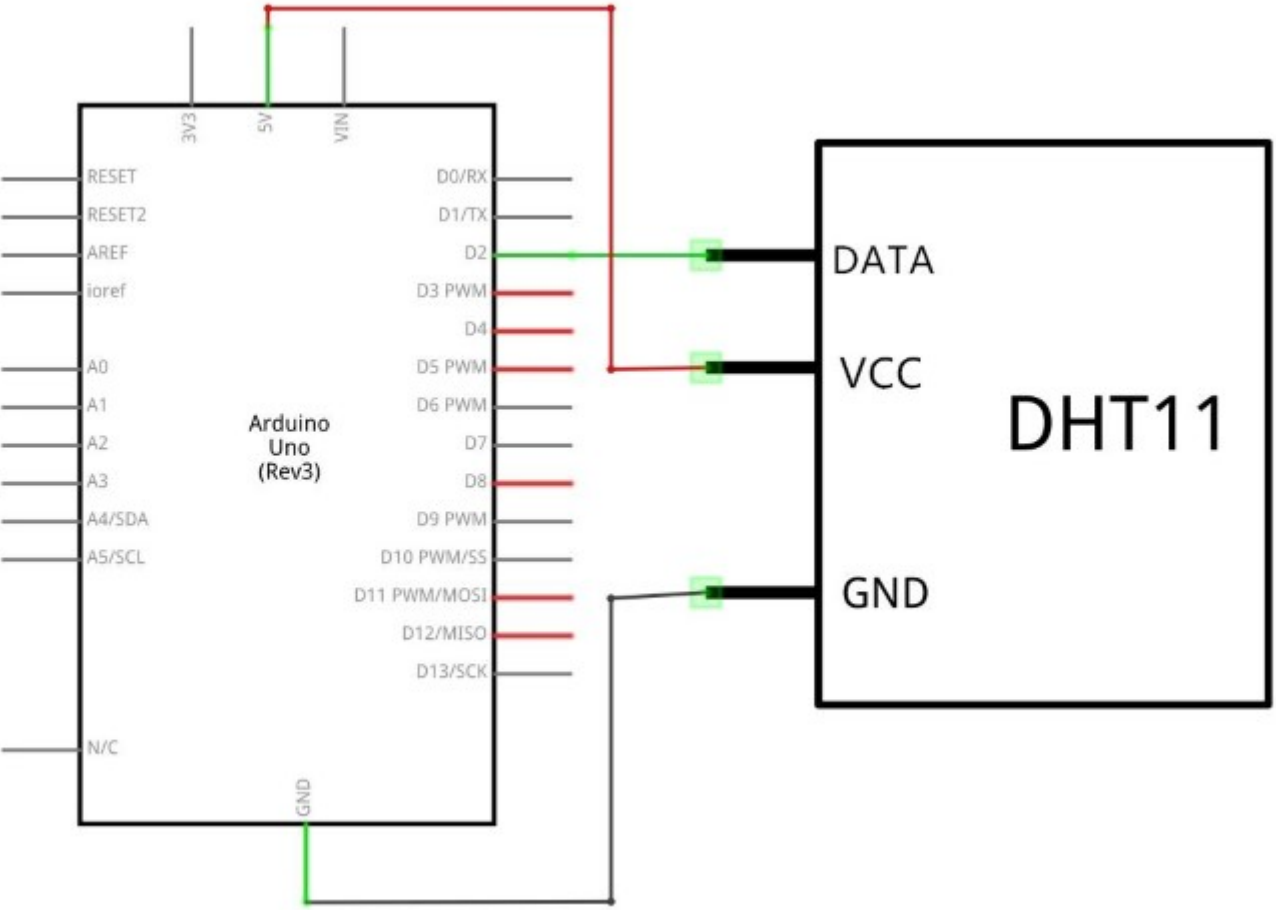 3V3
5V
VIN
RESET
RESET2
AREF
ioref
A0
A1
A2
A3
A4/SDA
A5/SCL
N/C
Arduino
Uno
(Rev3)
D0/RX
D1/TX
D2
D3 PWM
D4
D5 PWM
D6 PWM
D7
D8
D9 PWM
D10 PWM/SS
D11 PWM/MOSI
D12/MISO
D13/SCK
GND
DATA
VCC
DHT11
GND